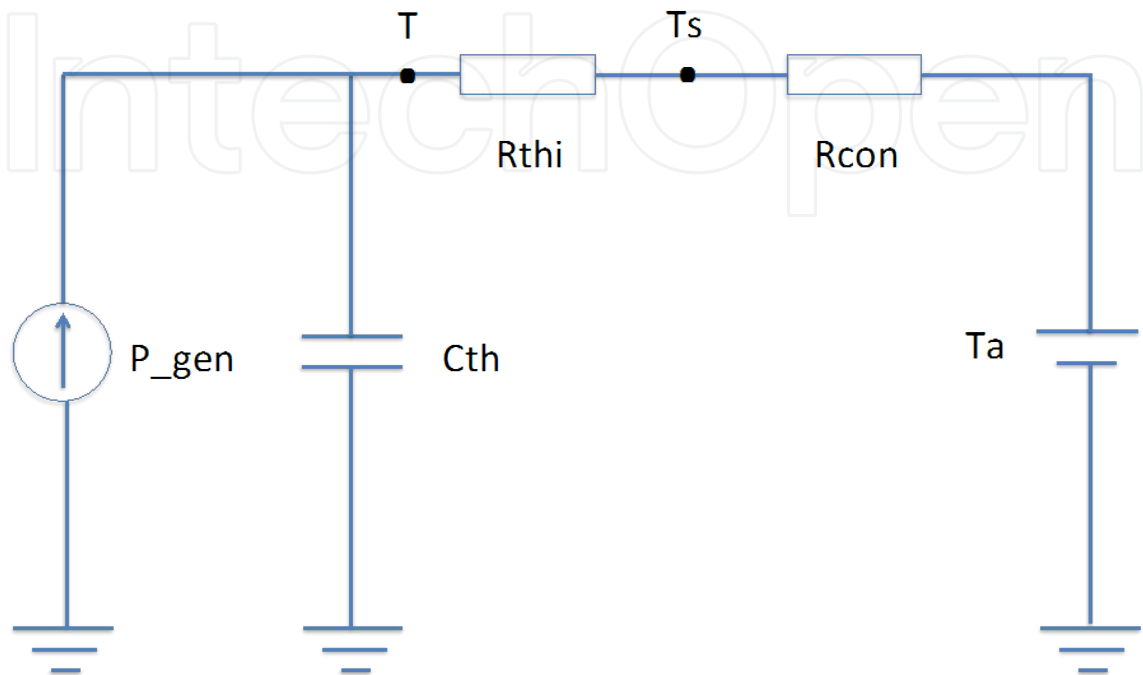 IntechOpen
T
Ts
Rthi
Rcon
P_gen
Cth
Ta